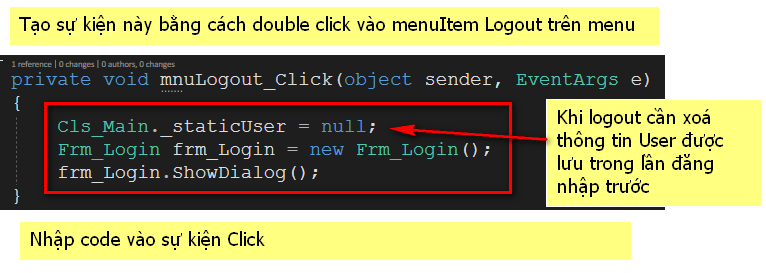 Tạo sự kiện này bằng cách double click vào menuItem Logout trên menu
1 reference | 0 changes | 0 authors, 0 changes
private void mnuLogout_Click(object sender, EventArgs e)
{
Cls_Main._staticUser = null;
Frm_Login frm_Login = new Frm_Login();
frm_Login.ShowDialog();
}
Khi logout cần xoá
thông tin User được
lưu trong lần đăng
nhập trước
Nhập code vào sự kiện Click